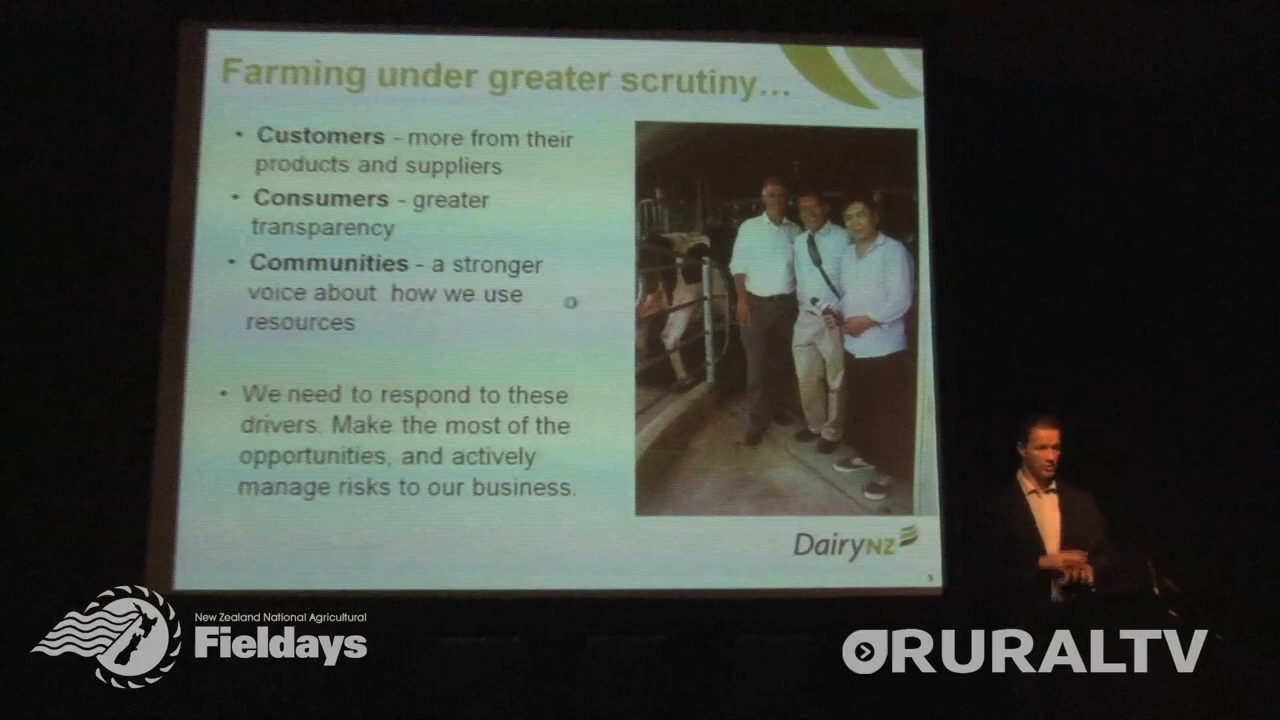 Farming under greater scrutiny...
• Customers - more from their
products and suppliers
• Consumers - greater
transparency
• Communities - a stronger
voice about how we use
resources
• We need to respond to these
drivers. Make the most of the
opportunities, and actively
manage risks to our business.
DairyNZ
5
New Zealand National Agricultural
Fieldays
RURALTV